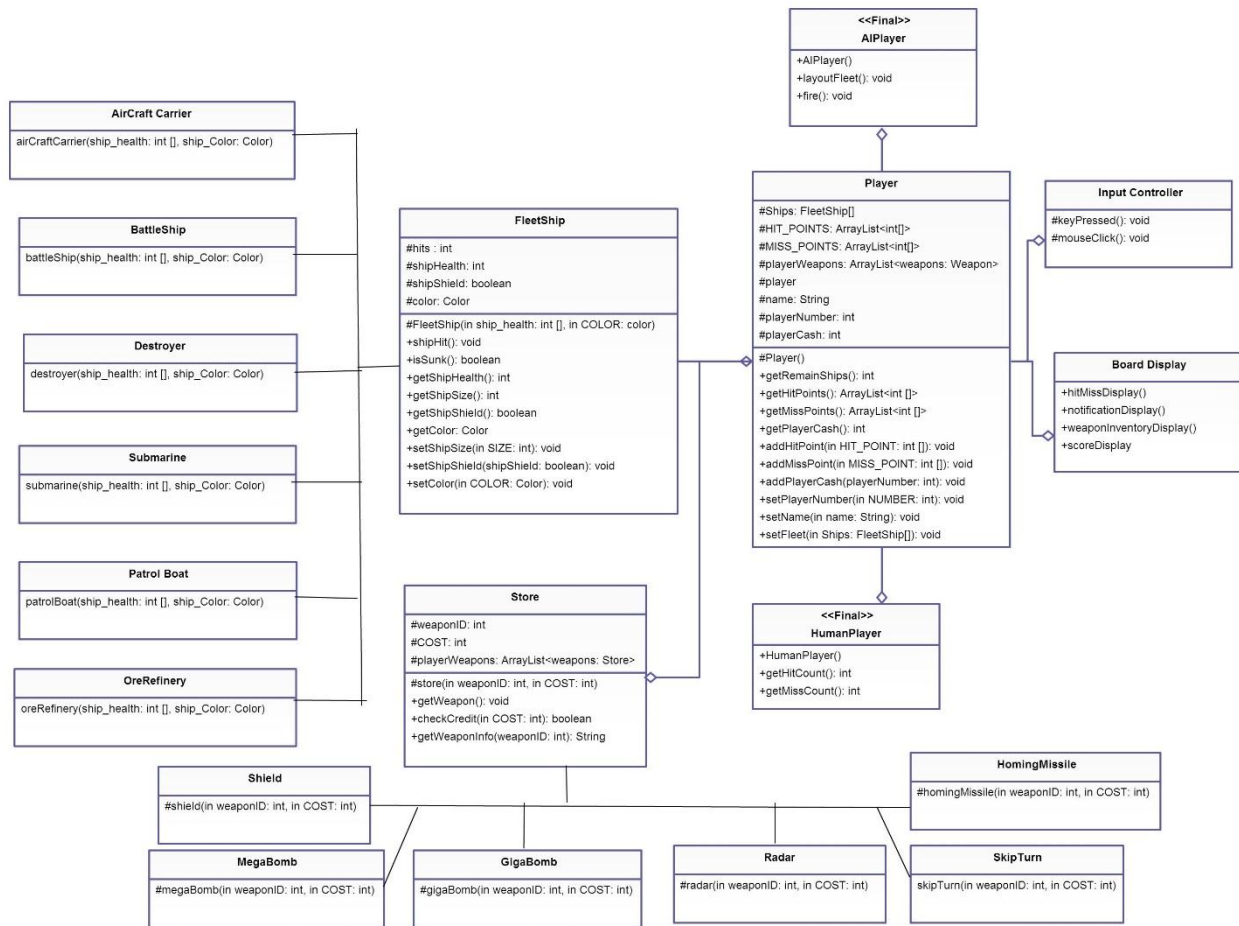 <<Final>>
AIPlayer
+AIPlayer()
+layoutFleet(): void
+fire(): void
AirCraft Carrier
airCraftCarrier(ship_health: int [], ship_Color: Color)
BattleShip
battleShip(ship_health: int [], ship_Color: Color)
Destroyer
destroyer(ship_health: int [], ship_Color: Color)
Submarine
submarine(ship_health: int [], ship_Color: Color)
Patrol Boat
patrolBoat(ship_health: int [], ship_Color: Color)
OreRefinery
oreRefinery(ship_health: int [], ship_Color: Color)
FleetShip
#hits : int
#shipHealth: int
#shipShield: boolean
#color: Color
#FleetShip(in ship_health: int [], in COLOR: color)
+shipHit(): void
+isSunk(): boolean
+getShipHealth(): int
+getShipSize(): int
+getShipShield(): boolean
+getColor: Color
+setShipSize(in SIZE: int): void
+setShipShield(shipShield: boolean): void
+setColor(in COLOR: Color): void
Player
#Ships: FleetShip[]
#HIT_POINTS: ArrayList<int[]>
#MISS_POINTS: ArrayList<int[]>
#playerWeapons: ArrayList<weapons: Weapon>
#player
#name: String
#playerNumber: int
#playerCash: int
#Player()
+getRemainShips(): int
+getHitPoints(): ArrayList<int []>
+getMissPoints(): ArrayList<int []>
+getPlayerCash(): int
+addHitPoint(in HIT_POINT: int []): void
+addMissPoint(in MISS_POINT: int []): void
+addPlayerCash(playerNumber: int): void
+setPlayerNumber(in NUMBER: int): void
+setName(in name: String): void
+setFleet(in Ships: FleetShip[]): void
Input Controller
#keyPressed(): void
#mouseClick(): void
Board Display
+hitMissDisplay()
+notificationDisplay()
+weaponInventoryDisplay()
+scoreDisplay
Store
#weaponID: int
#COST: int
#playerWeapons: ArrayList<weapons: Store>
#store(in weaponID: int, in COST: int)
+getWeapon(): void
+checkCredit(in COST: int): boolean
+getWeaponInfo(weaponID: int): String
<<Final>>
HumanPlayer
+HumanPlayer()
+getHitCount(): int
+getMissCount(): int
Shield
#shield(in weaponID: int, in COST: int)
HomingMissile
#homingMissile(in weaponID: int, in COST: int)
MegaBomb
#megaBomb(in weaponID: int, in COST: int)
GigaBomb
#gigaBomb(in weaponID: int, in COST: int)
Radar
#radar(in weaponID: int, in COST: int)
SkipTurn
skipTurn(in weaponID: int, in COST: int)